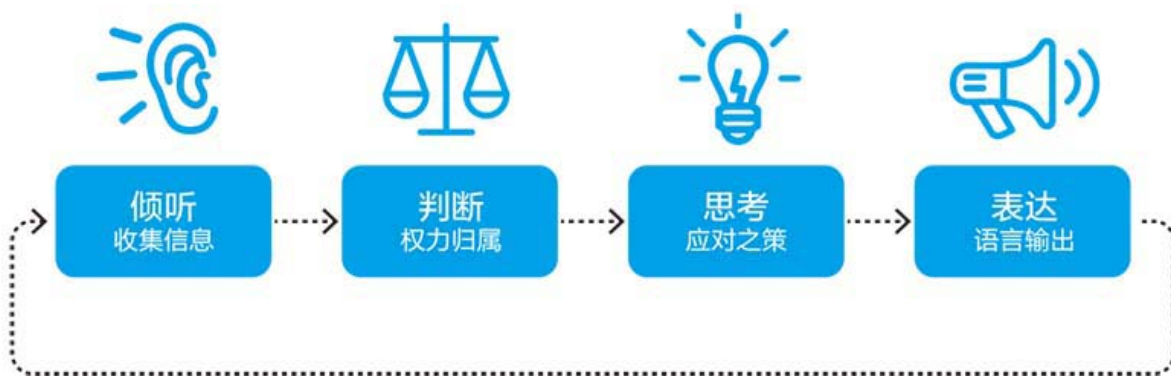 倾听
收集信息
判断
权力归属
思考
应对之策
表达
语言输出